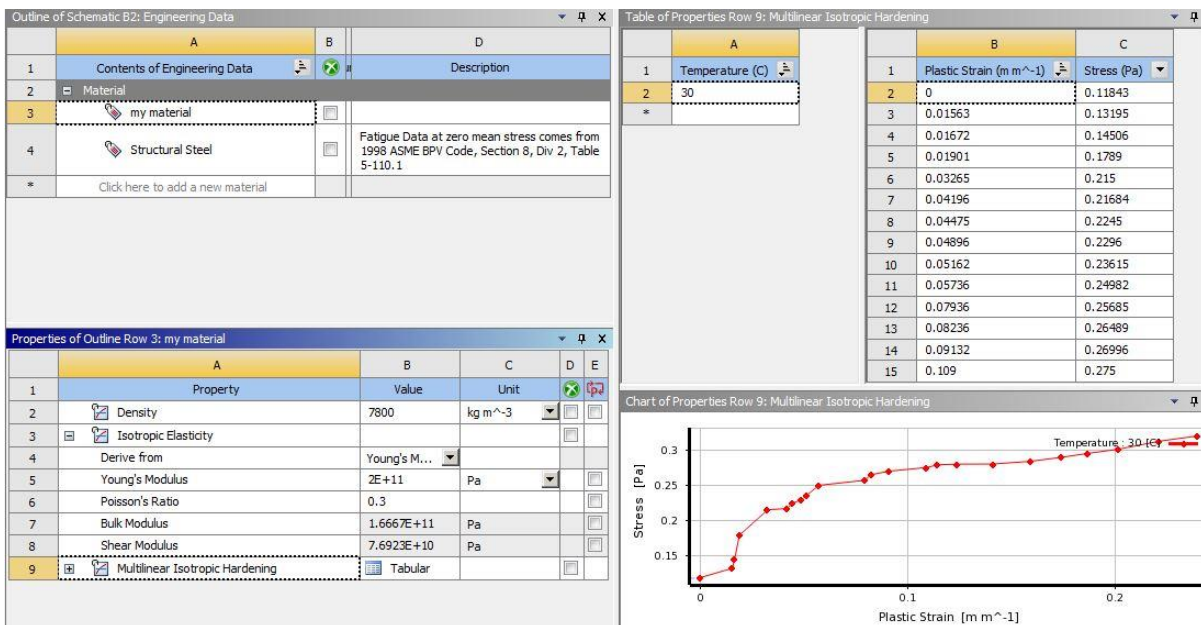 Outline of Schematic B2: Engineering Data
A B D
1 Contents of Engineering Data Description
2 Material
3 my material
4 Structural Steel Fatigue Data at zero mean stress comes from
1998 ASME BPV Code, Section 8, Div 2, Table
5-110.1
* Click here to add a new material
Properties of Outline Row 3: my material
A B C D E
1 Property Value Unit
2 Density 7800 kg m^-3
3 Isotropic Elasticity
4 Derive from Young's M...
5 Young's Modulus 2E+11 Pa
6 Poisson's Ratio 0.3
7 Bulk Modulus 1.6667E+11 Pa
8 Shear Modulus 7.6923E+10 Pa
9 Multilinear Isotropic Hardening Tabular
Table of Properties Row 9: Multilinear Isotropic Hardening
A
1 Temperature (C)
2 30
*
B C
1 Plastic Strain (m m^-1) Stress (Pa)
2 0 0.11843
3 0.01563 0.13195
4 0.01672 0.14506
5 0.01901 0.1789
6 0.03265 0.215
7 0.04196 0.21684
8 0.04475 0.2245
9 0.04896 0.2296
10 0.05162 0.23615
11 0.05736 0.24982
12 0.07936 0.25685
13 0.08236 0.26489
14 0.09132 0.26996
15 0.109 0.275
Chart of Properties Row 9: Multilinear Isotropic Hardening
Temperature : 30 [C]
0.3
0.25
0.2
0.15
Stress [Pa]
0 0.1 0.2
Plastic Strain [m m^-1]